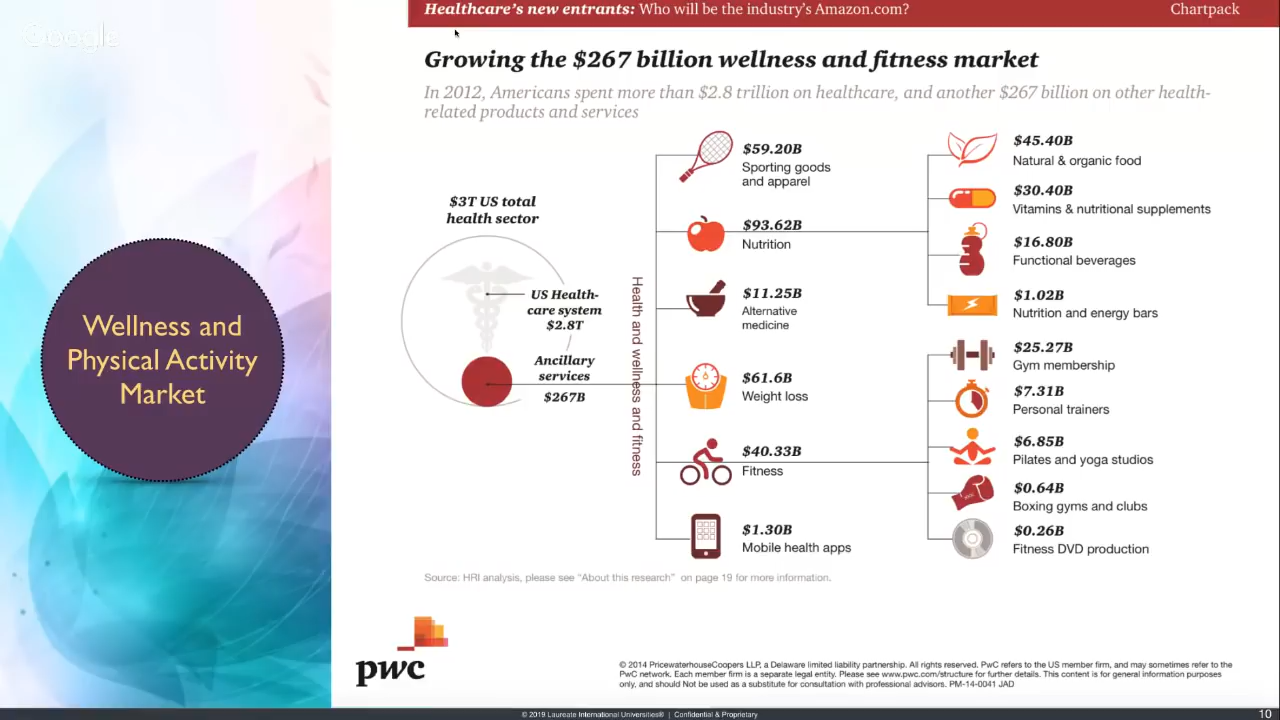 Healthcare's new entrants: Who will be the industry's Amazon.com?
Chartpack
Google
Growing the $267 billion wellness and fitness market
In 2012, Americans spent more than $2.8 trillion on healthcare, and another $267 billion on other health-
related products and services
Wellness and
Physical Activity
Market
$3T US total
health sector
US Health-
care system
$2.8T
Ancillary
services
$267B
Health and wellness and fitness
$59.20B
Sporting goods
and apparel
$93.62B
Nutrition
$11.25B
Alternative
medicine
$61.6B
Weight loss
$40.33B
Fitness
$1.30B
Mobile health apps
$45.40B
Natural & organic food
$30.40B
Vitamins & nutritional supplements
$16.80B
Functional beverages
$1.02B
Nutrition and energy bars
$25.27B
Gym membership
$7.31B
Personal trainers
$6.85B
Pilates and yoga studios
$0.64B
Boxing gyms and clubs
$0.26B
Fitness DVD production
Source: HRI analysis, please see “About this research” on page 19 for more information.
pwc
© 2014 PricewaterhouseCoopers LLP, a Delaware limited liability partnership. All rights reserved. PwC refers to the US member firm, and may sometimes refer to the
PwC network. Each member firm is a separate legal entity. Please see www.pwc.com/structure for further details. This content is for general information purposes
only, and should Not be used as a substitute for consultation with professional advisors. PM-14-0041 JAD
© 2019 Laureate International Universities® | Confidential & Proprietary
10